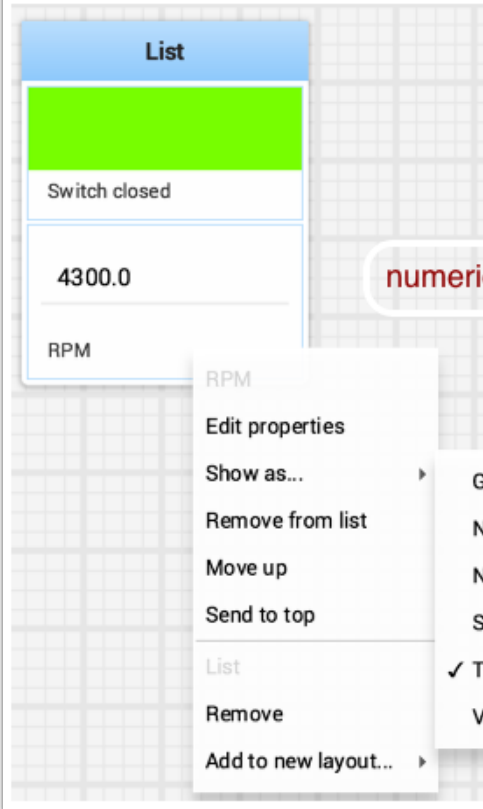 List
Switch closed
4300.0
RPM
RPM
Edit properties
Show as...
Remove from list
Move up
Send to top
List
Remove
Add to new layout...